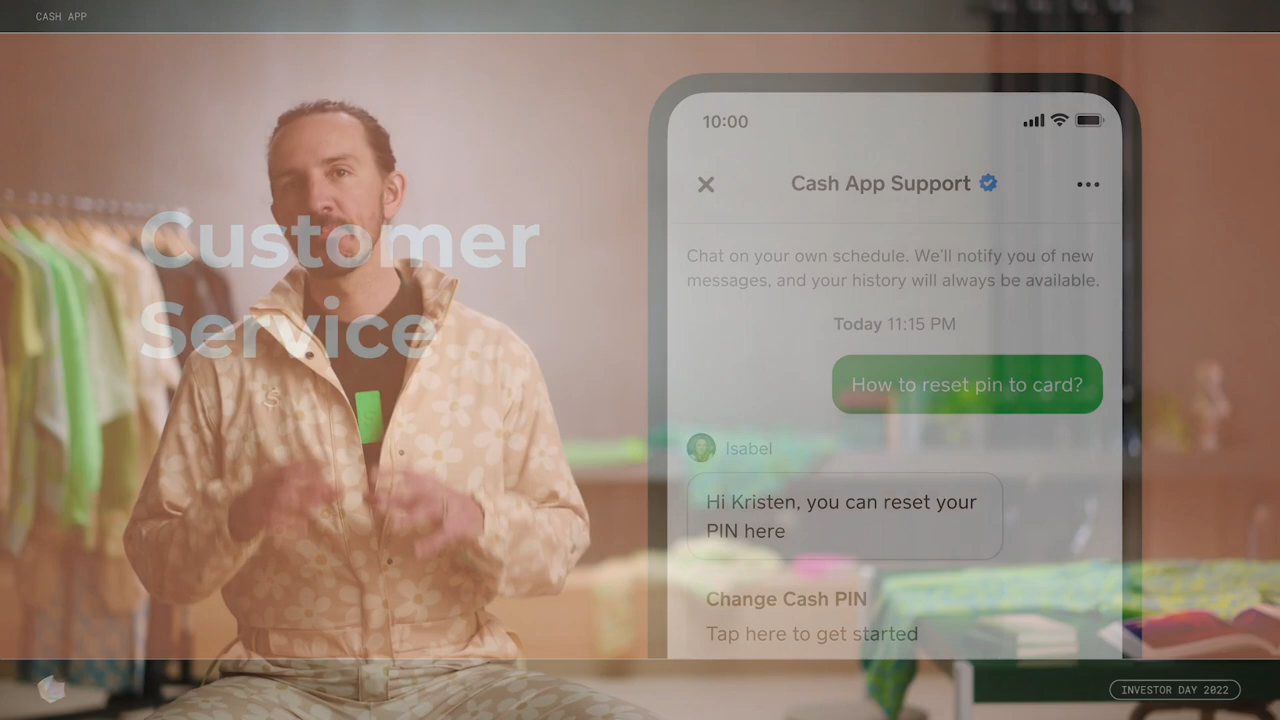 CASH APP
Customer
Service
10:00
Cash App Support
Chat on your own schedule. We'll notify you of new
messages, and your history will always be available.
Today 11:15 PM
How to reset pin to card?
Isabel
Hi Kristen, you can reset your
PIN here
Change Cash PIN
Tap here to get started
INVESTOR DAY 2022